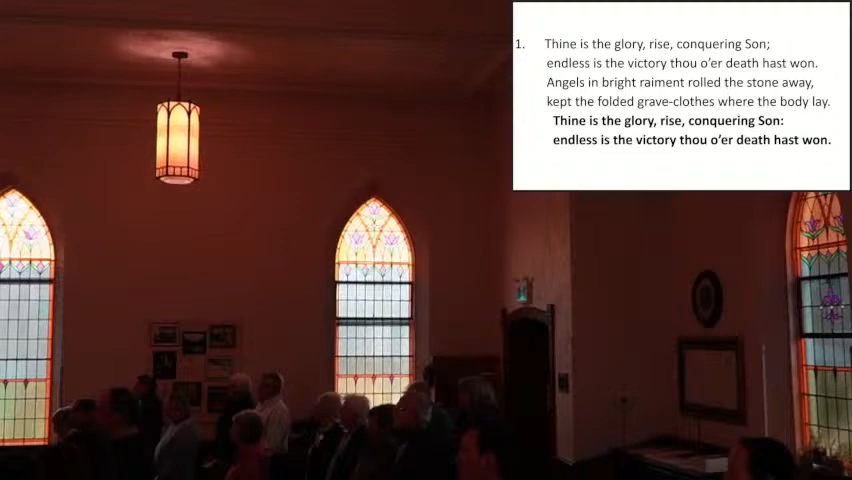 1. Thine is the glory, rise, conquering Son;
endless is the victory thou o'er death hast won.
Angels in bright raiment rolled the stone away,
kept the folded grave-clothes where the body lay.
Thine is the glory, rise, conquering Son:
endless is the victory thou o'er death hast won.